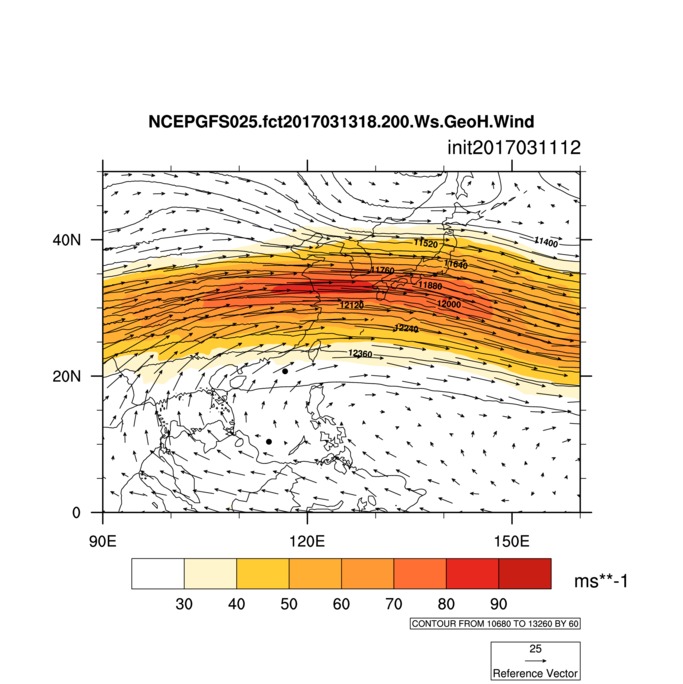 NCEPGFS025.fct2017031318.200.Ws.GeoH.Wind
init2017031112
40N
20N
0
90E 120E 150E
11520
11400
11640
11760
11880
12000
12120
12240
12360
30 40 50 60 70 80 90
ms**-1
CONTOUR FROM 10680 TO 13260 BY 60
25
Reference Vector